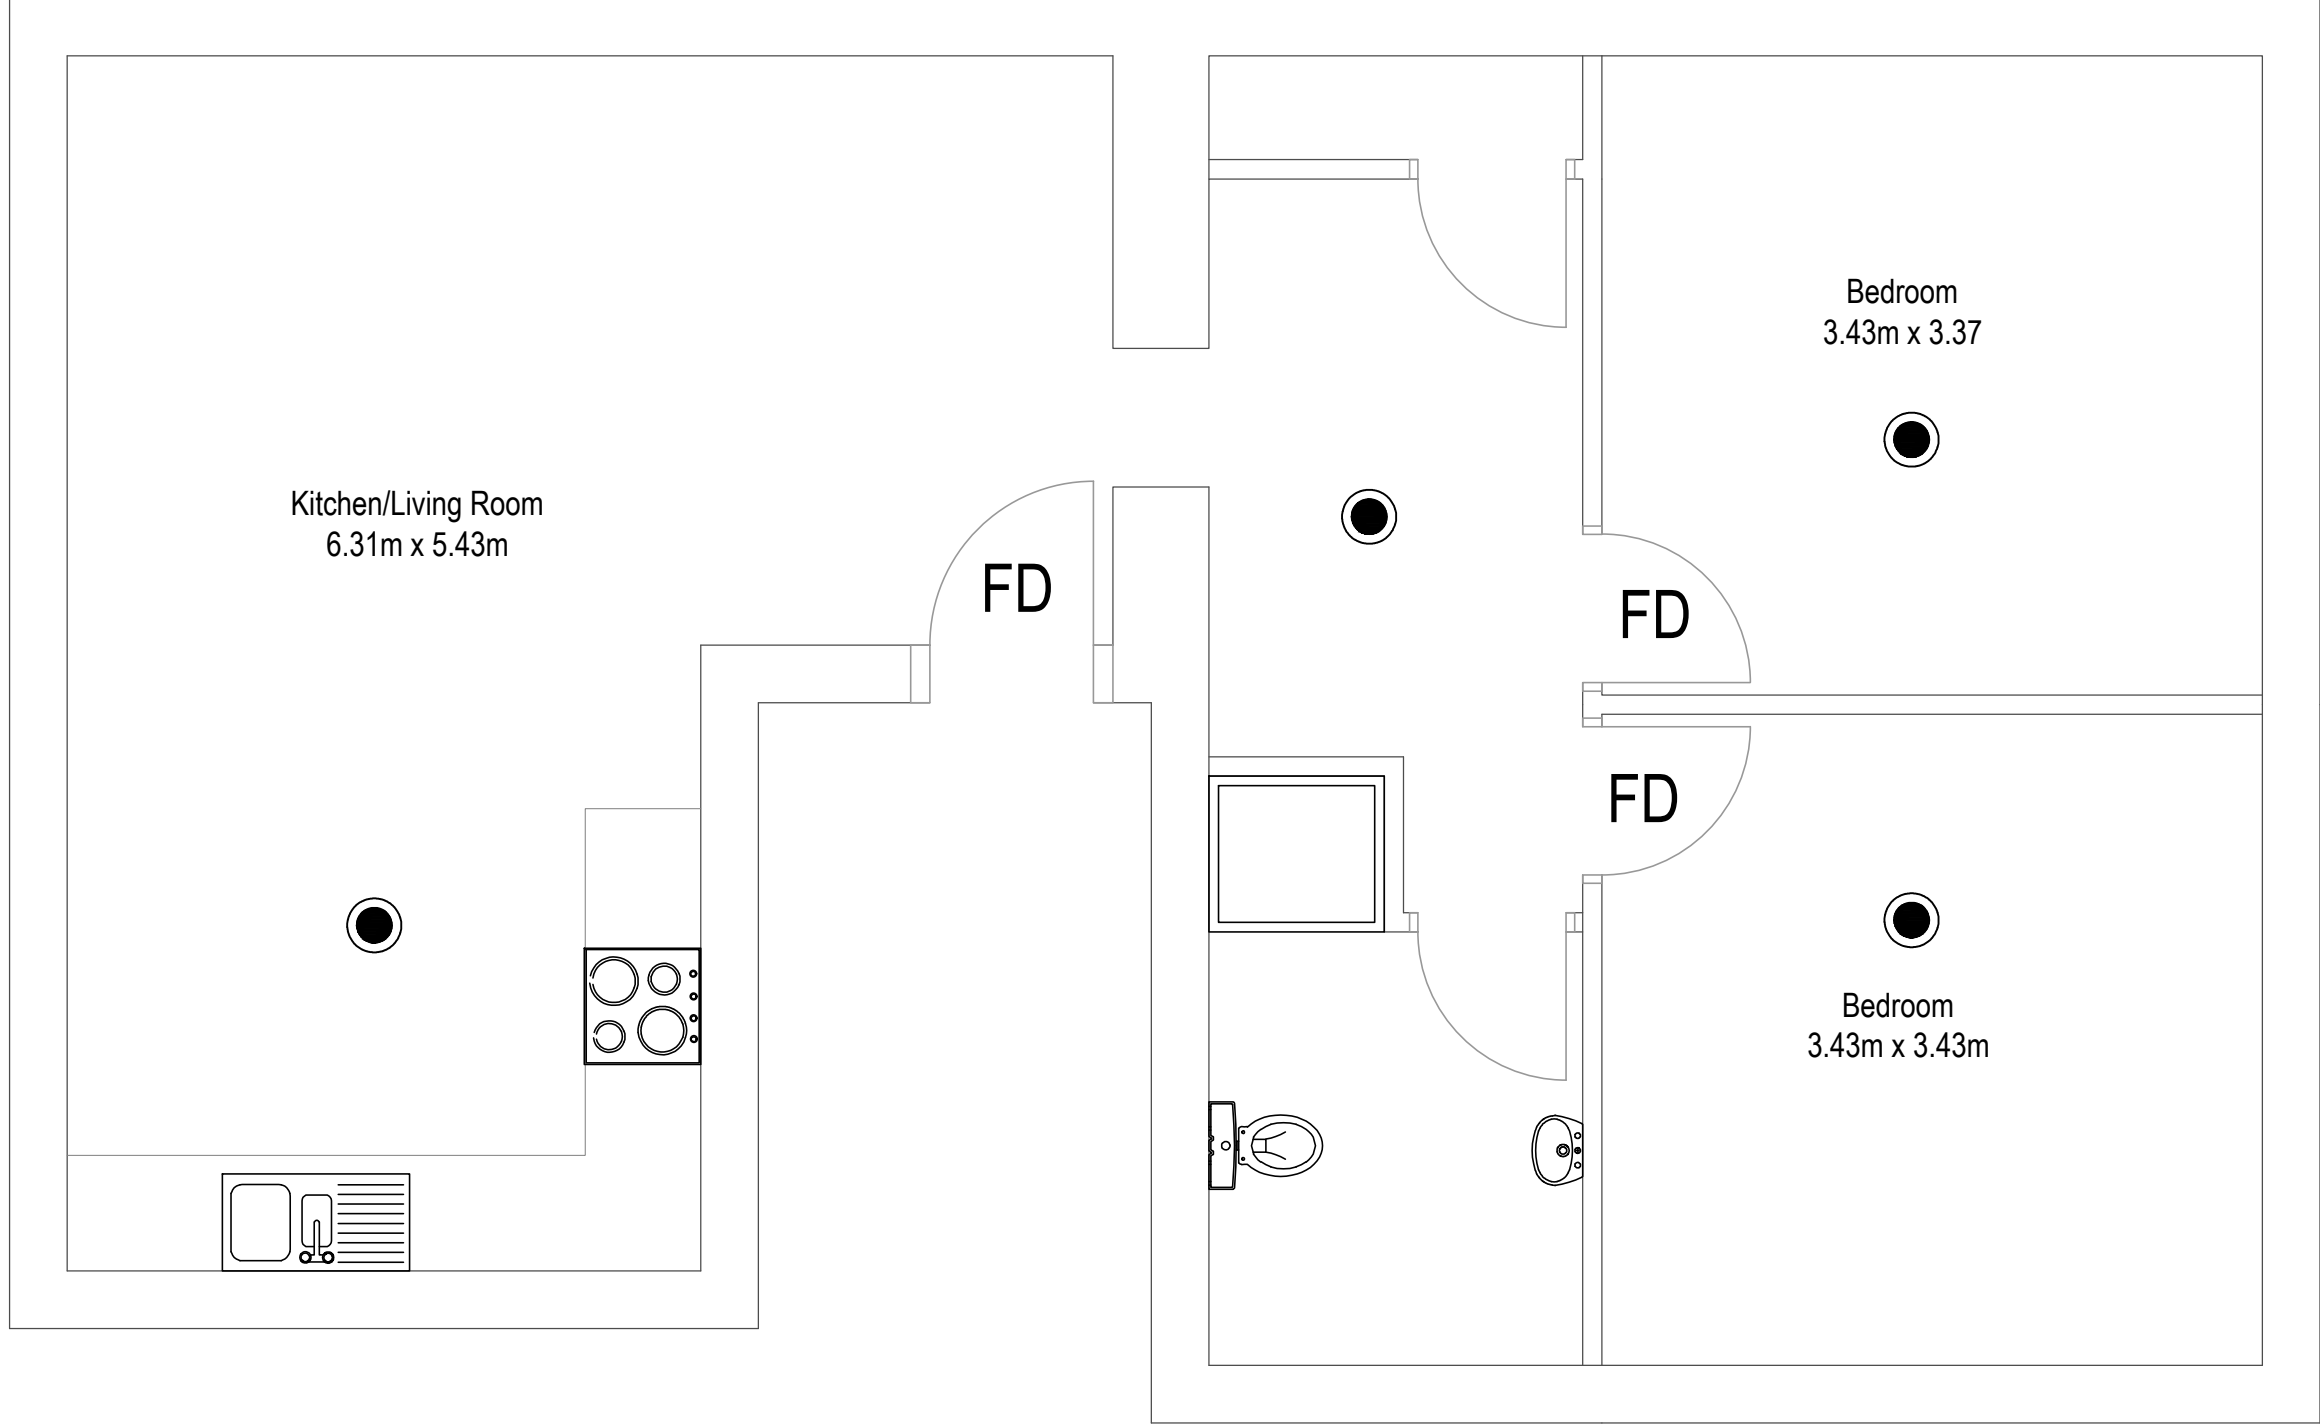 Bedroom
3.43m x 3.37
Kitchen/Living Room
6.31m x 5.43m
FD
FD
FD
Bedroom
3.43m x 3.43m